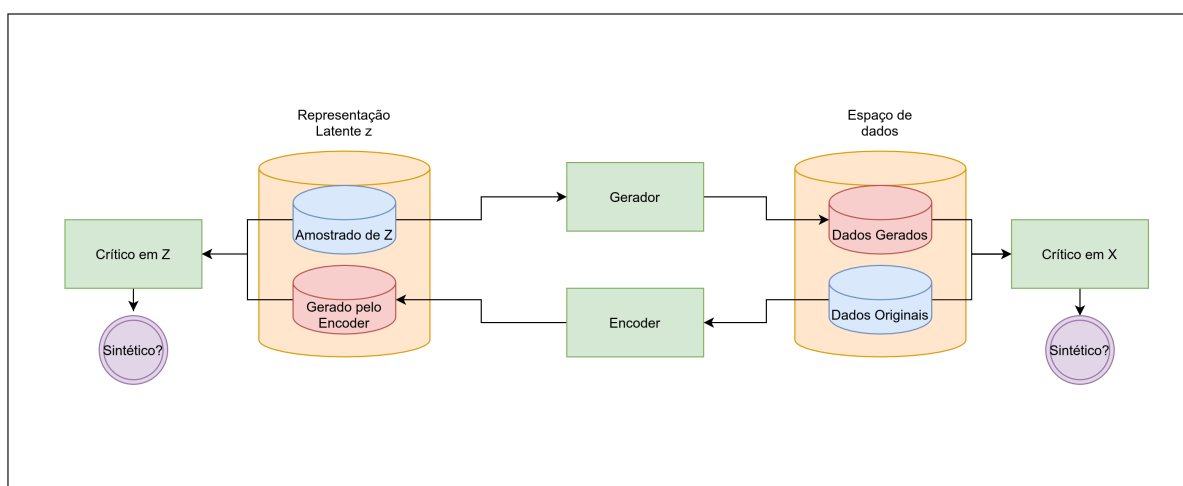 Representação
Latente z
Espaço de
dados
Gerador
Amostrado de Z
Dados Gerados
Crítico em Z
Crítico em X
Gerado pelo
Encoder
Encoder
Dados Originais
Sintético?
Sintético?